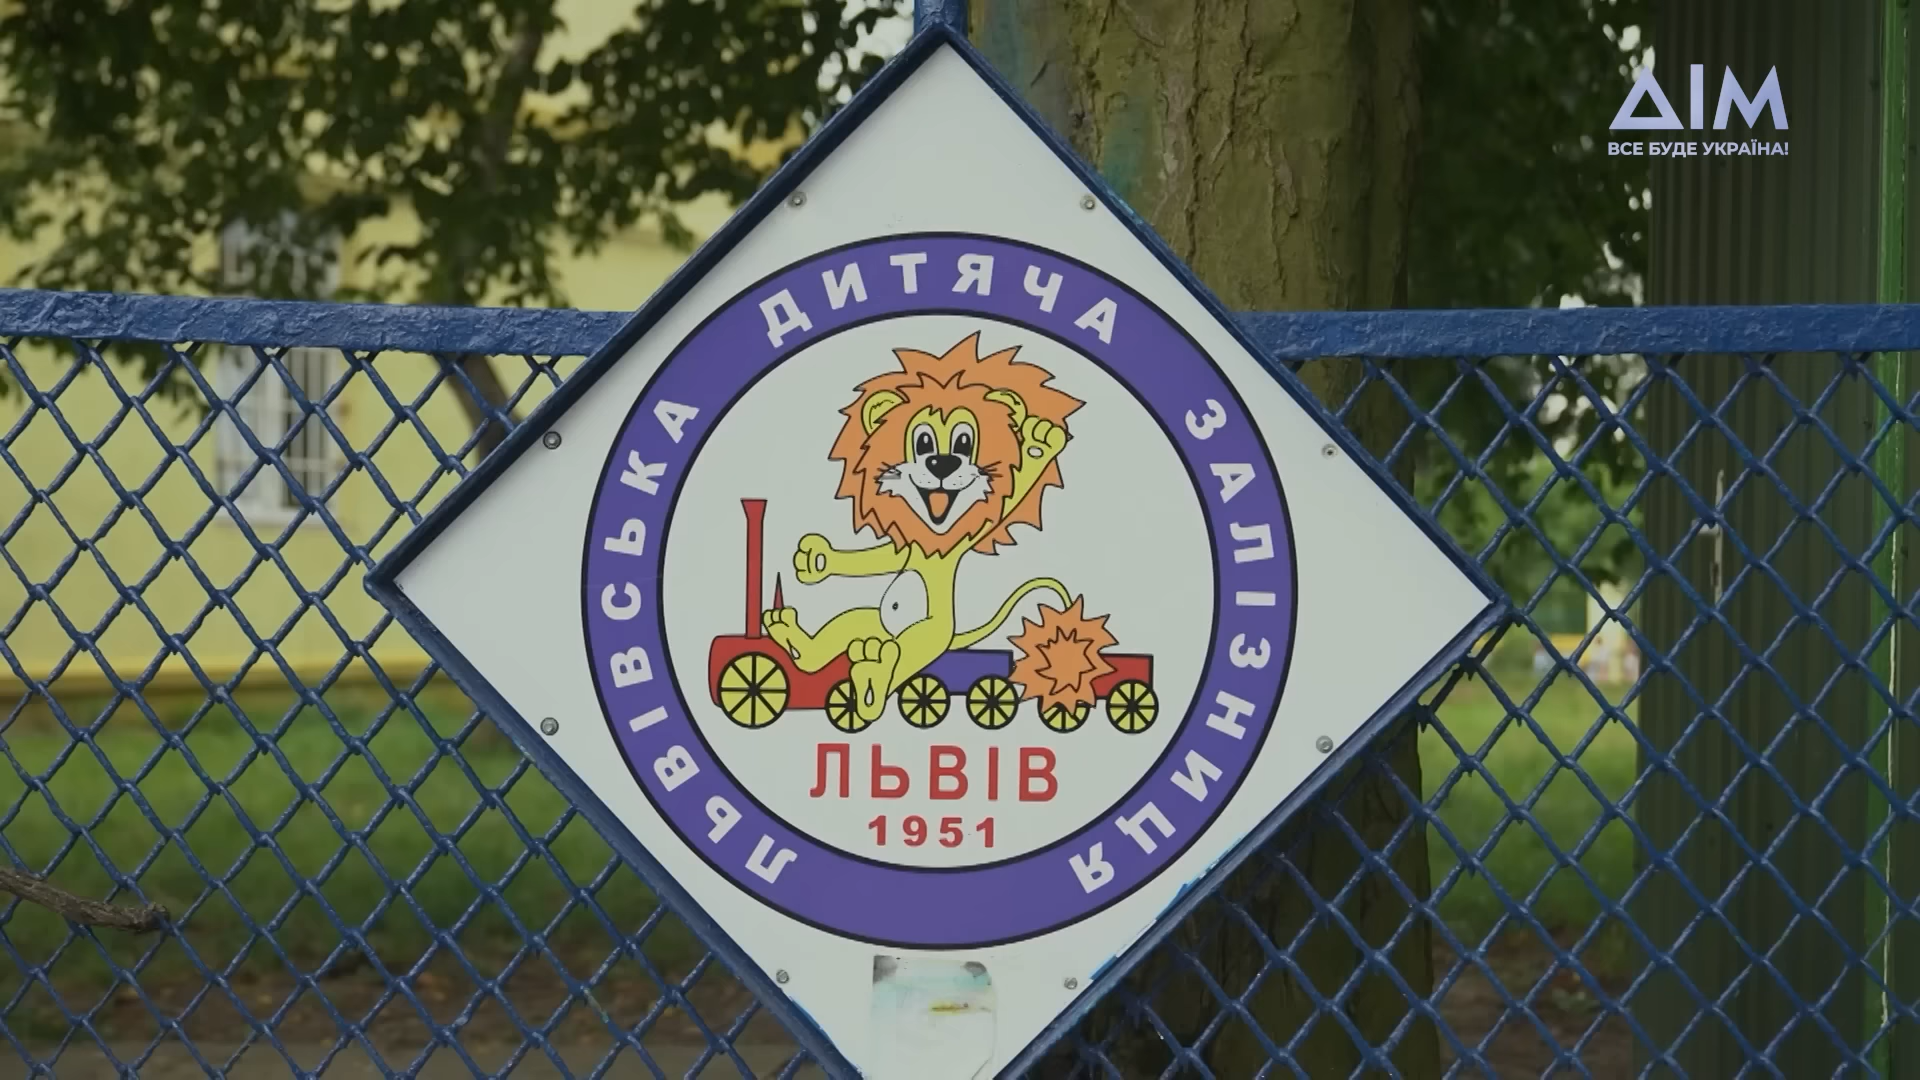 ДІМ
ВСЕ БУДЕ УКРАЇНА!
ЛЬВІВСЬКА ДИТЯЧА ЗАЛІЗНИЦЯ
ЛЬВІВ
1951